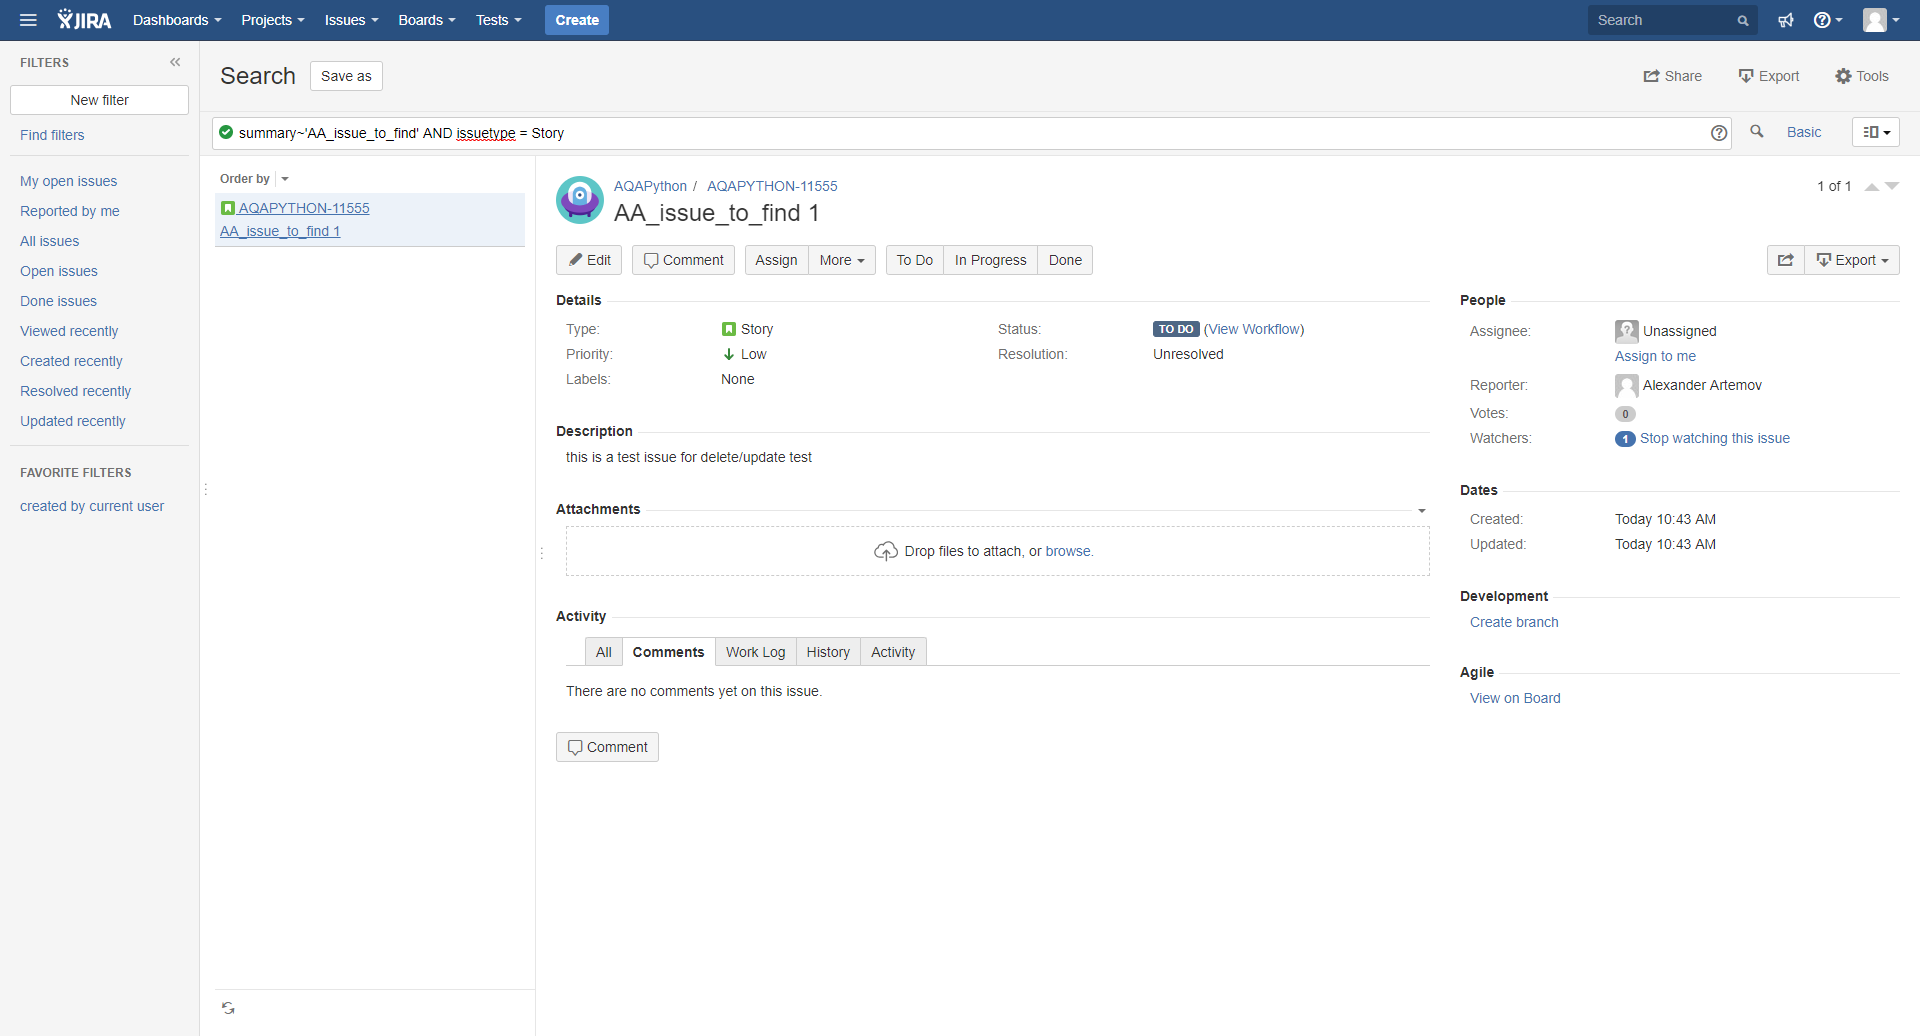 JIRA Dashboards Projects Issues Boards Tests Create Search
FILTERS
New filter
Find filters
My open issues
Reported by me
All issues
Open issues
Done issues
Viewed recently
Created recently
Resolved recently
Updated recently
FAVORITE FILTERS
created by current user
Search Save as Share Export Tools
summary~'AA_issue_to_find' AND issuetype = Story Basic
Order by
AQAPYTHON-11555
AA_issue_to_find 1
AQAPython / AQAPYTHON-11555 1 of 1
AA_issue_to_find 1
Edit Comment Assign More To Do In Progress Done Export
Details
Type: Story Status: TO DO (View Workflow)
Priority: Low Resolution: Unresolved
Labels: None
Description
this is a test issue for delete/update test
Attachments
Drop files to attach, or browse.
Activity
All Comments Work Log History Activity
There are no comments yet on this issue.
Comment
People
Assignee: Unassigned
Assign to me
Reporter: Alexander Artemov
Votes: 0
Watchers: 1 Stop watching this issue
Dates
Created: Today 10:43 AM
Updated: Today 10:43 AM
Development
Create branch
Agile
View on Board